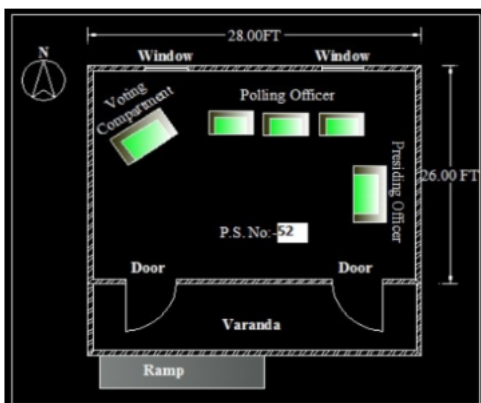 28.00FT
N
Window
Window
Voting
Compartment
Polling Officer
Presiding Officer
26.00 FT
P.S. No:-52
Door
Door
Varanda
Ramp